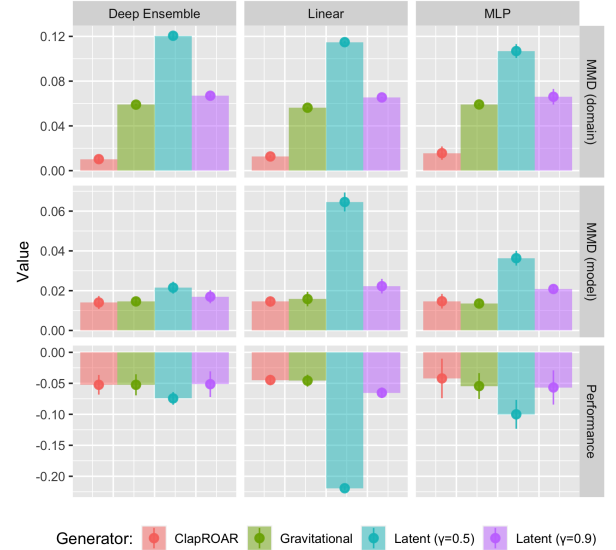 Deep Ensemble Linear MLP
0.12
0.08
0.04
0.00
MMD (domain)
0.06
0.04
0.02
0.00
MMD (model)
0.00
-0.05
-0.10
-0.15
-0.20
Performance
Value
Generator: ClapROAR Gravitational Latent (γ=0.5) Latent (γ=0.9)